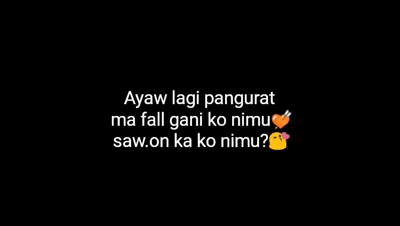 Ayaw lagi pangurat
ma fall gani ko nimu💘
saw.on ka ko nimu?😘